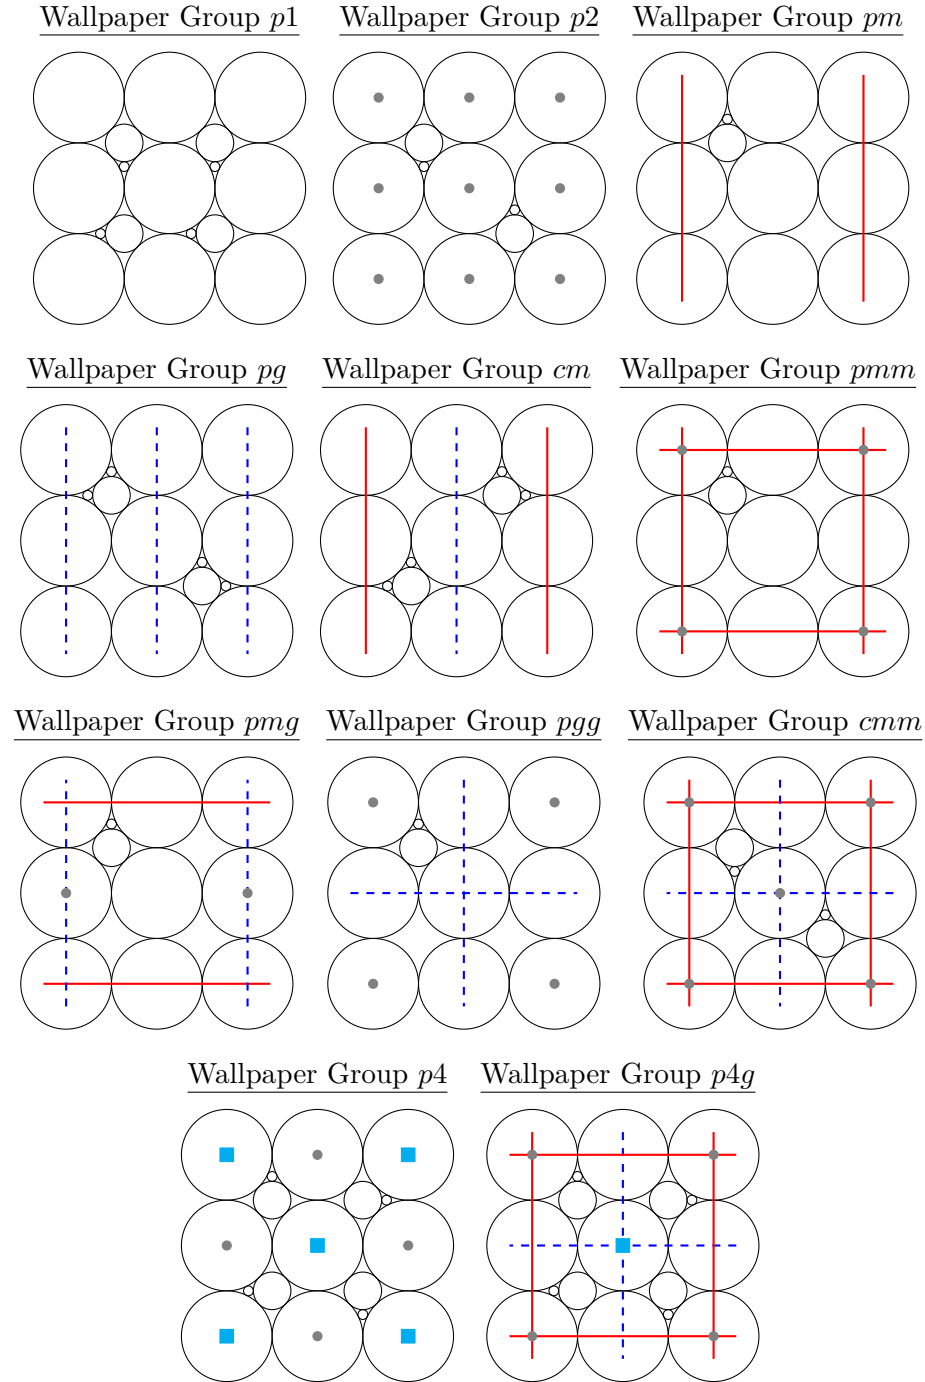 Wallpaper Group p1
Wallpaper Group p2
Wallpaper Group pm
Wallpaper Group pg
Wallpaper Group cm
Wallpaper Group pmm
Wallpaper Group pmg
Wallpaper Group pgg
Wallpaper Group cmm
Wallpaper Group p4
Wallpaper Group p4g